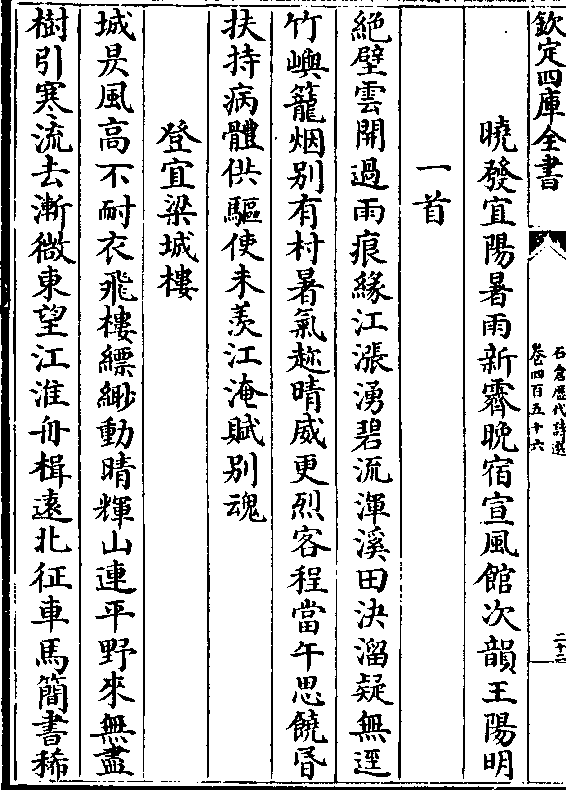 欽定四庫全書
石倉歷代詩選
卷四百五十六
二十二
曉發宜陽暑雨新霽晩宿宣風館次韻王陽明
一首
絶壁雲開過雨痕緣江漲湧碧流渾溪田決溜疑無逕
竹嶼籠烟别有村暑氣趂晴威更烈客程當午思饒昬
扶持病體供驅使未羡江淹賦别魂
登宜梁城樓
城昃風高不耐衣飛樓縹緲動晴輝山連平野來無盡
樹引寒流去漸微東望江淮舟楫遠北征車馬簡書稀